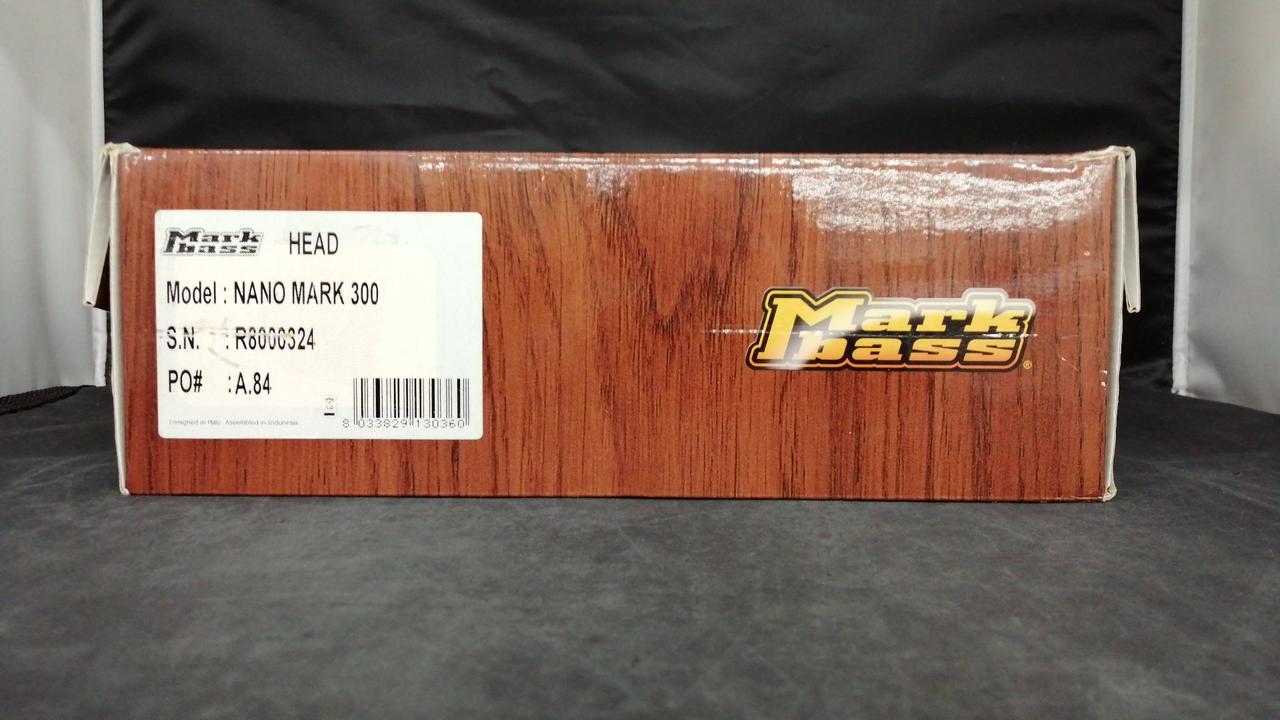 Mark bass HEAD
Model : NANO MARK 300
S.N. : R8000324
PO# : A.84
Designed in Italy Assembled in Indonesia
8 033829 130360
Mark
bass®